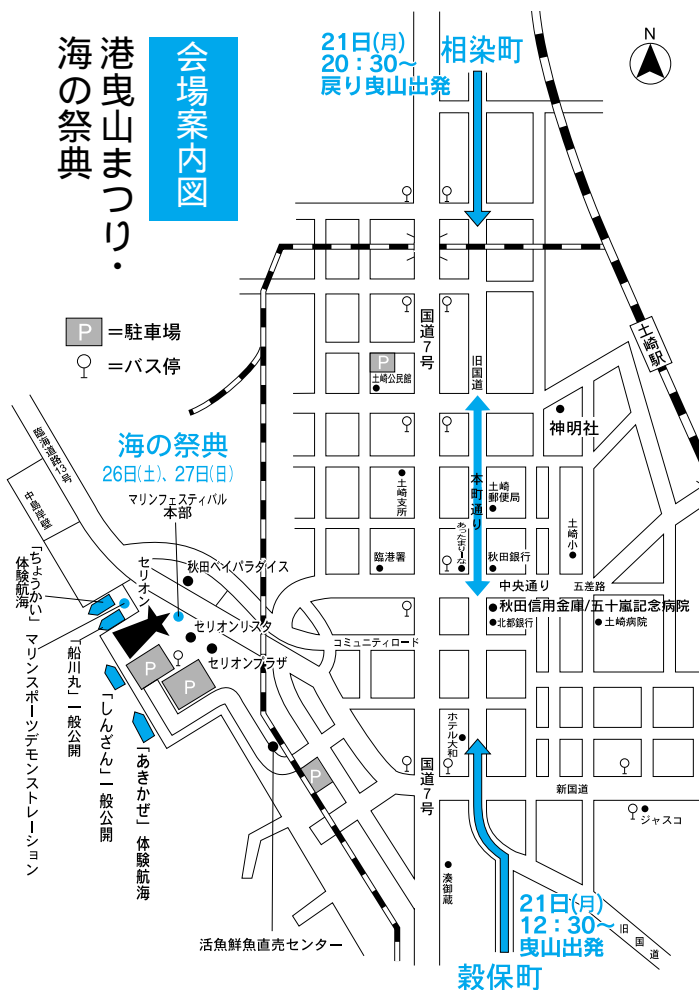 会場案内図
港曳山まつり・
海の祭典
P
=駐車場
=バス停
21日(月)
20：30〜
戻り曳山出発
相染町
N
国道7号
旧国道
土崎駅
P
土崎公民館
神明社
臨海道路13号
中島岸壁
海の祭典
26日(土)、27日(日)
マリンフェスティバル
本部
土崎支所
本町通り
土崎
郵便局
土崎小
あったまりーな
臨港署
秋田銀行
中央通り
五差路
秋田信用金庫/五十嵐記念病院
北都銀行
土崎病院
コミュニティロード
秋田ベイパラダイス
セリオン
セリオンリスタ
セリオンプラザ
P
P
P
「ちょうかい」
体験航海
マリンスポーツデモンストレーション
「船川丸」一般公開
「しんざん」一般公開
「あきかぜ」体験航海
ホテル大和
国道7号
新国道
ジャスコ
湊御蔵
21日(月)
12：30〜
曳山出発
旧国道
活魚鮮魚直売センター
穀保町